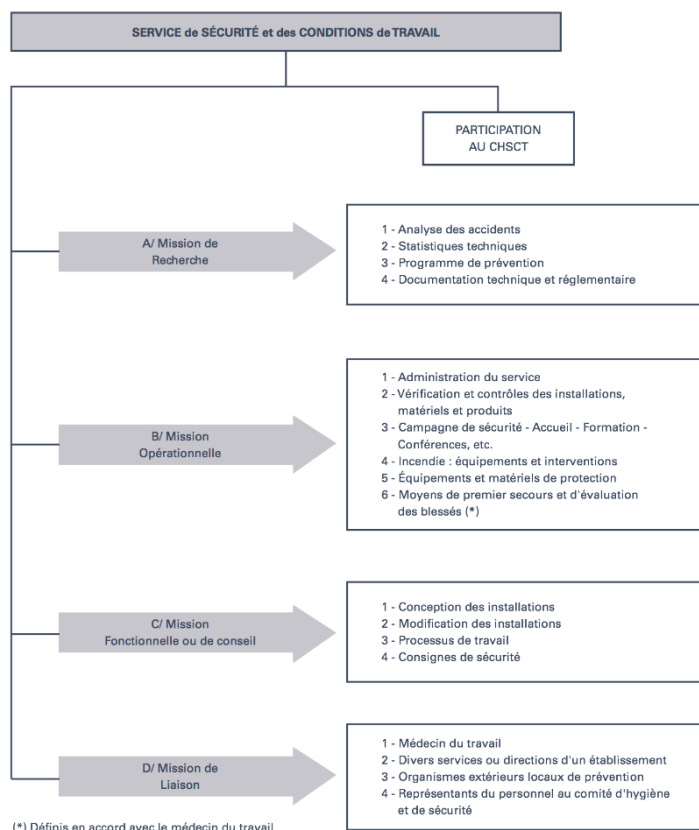 SERVICE de SÉCURITÉ et des CONDITIONS de TRAVAIL
PARTICIPATION
AU CHSCT
A/ Mission de
Recherche
1 - Analyse des accidents
2 - Statistiques techniques
3 - Programme de prévention
4 - Documentation technique et réglementaire
B/ Mission
Opérationnelle
1 - Administration du service
2 - Vérification et contrôles des installations,
matériels et produits
3 - Campagne de sécurité - Accueil - Formation -
Conférences, etc.
4 - Incendie : équipements et interventions
5 - Équipements et matériels de protection
6 - Moyens de premier secours et d'évaluation
des blessés (*)
C/ Mission
Fonctionnelle ou de conseil
1 - Conception des installations
2 - Modification des installations
3 - Processus de travail
4 - Consignes de sécurité
D/ Mission de
Liaison
1 - Médecin du travail
2 - Divers services ou directions d'un établissement
3 - Organismes extérieurs locaux de prévention
4 - Représentants du personnel au comité d'hygiène
et de sécurité
(*) Définis en accord avec le médecin du travail